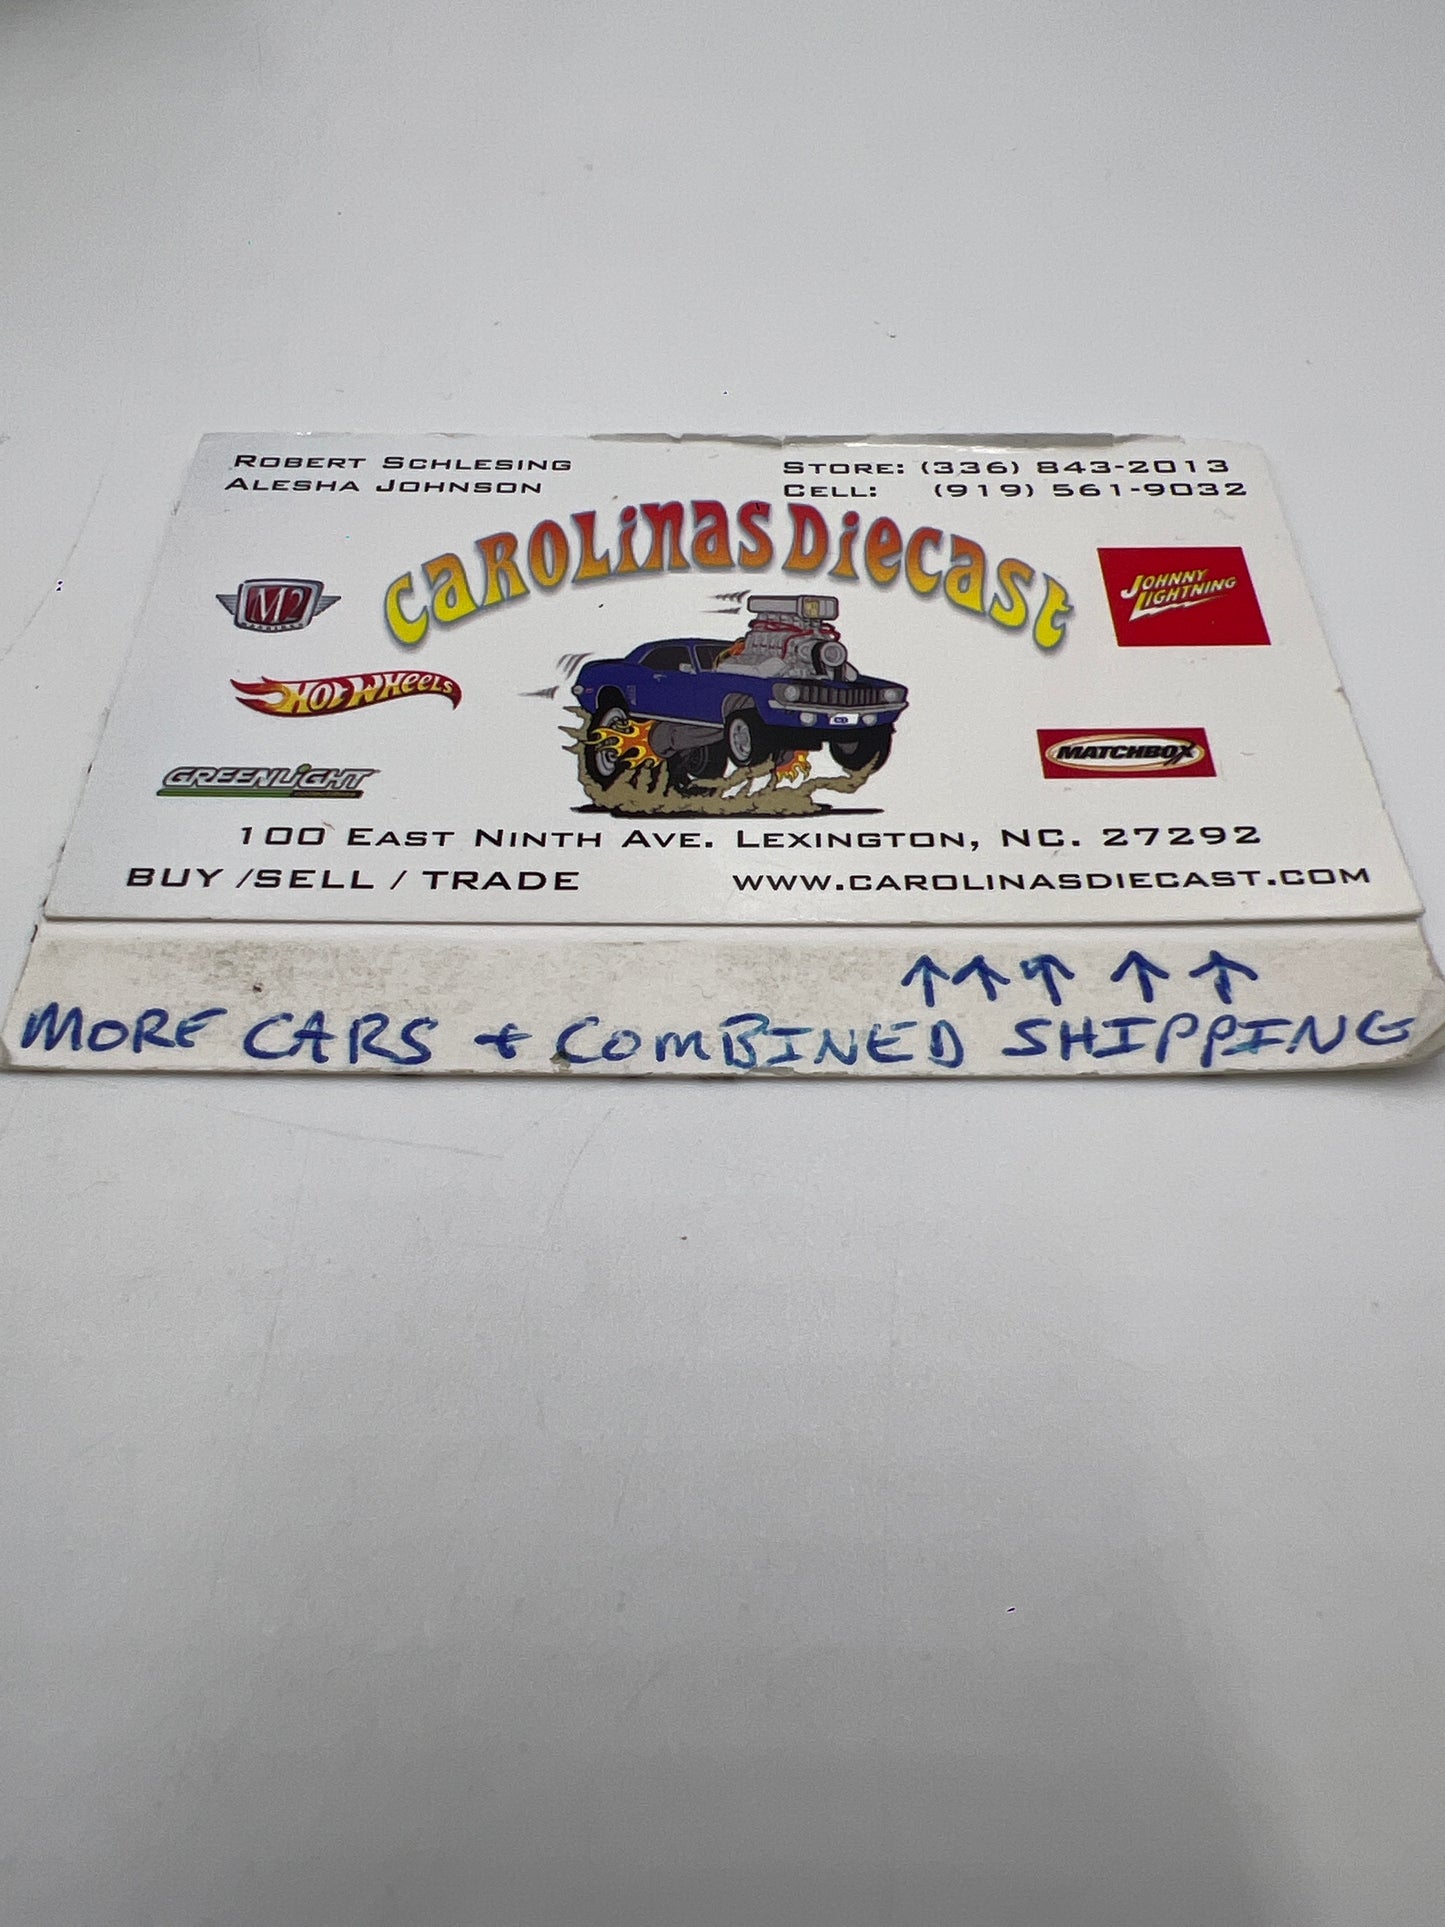 ROBERT SCHLESING
ALESHA JOHNSON
STORE: (336) 843-2013
CELL: (919) 561-9032
CAROLINAS DIECAST
M2
JOHNNY
LIGHTNING
HOT WHEELS
MATCHBOX
GREENLIGHT
100 EAST NINTH AVE. LEXINGTON, NC. 27292
BUY /SELL / TRADE
WWW.CAROLINASDIECAST.COM
↑ ↑ ↑ ↑ ↑
MORE CARS + COMBINED SHIPPING